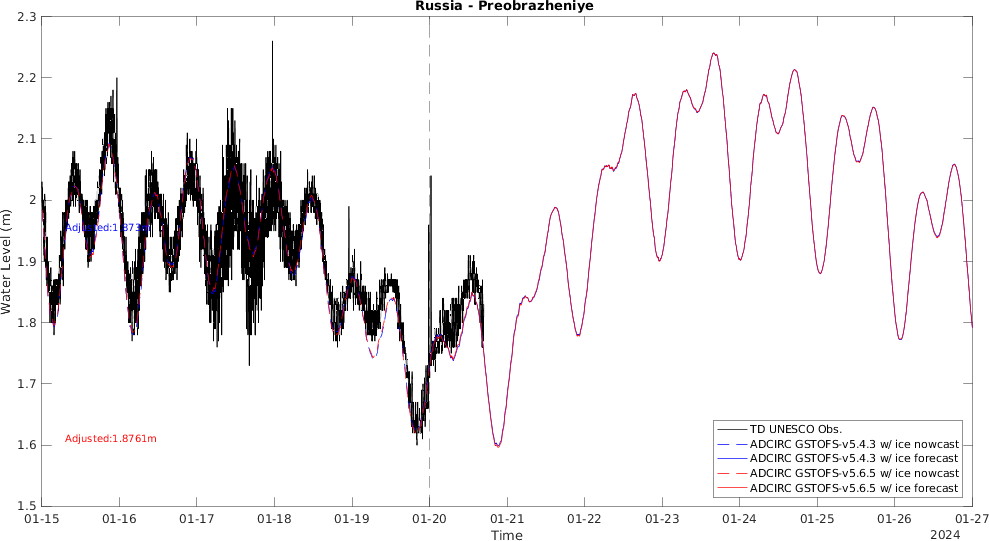 Russia - Preobrazheniye
2.3
2.2
2.1
2
1.9
1.8
1.7
1.6
1.5
Water Level (m)
Adjusted:1.8761m
TD UNESCO Obs.
ADCIRC GSTOFS-v5.4.3 w/ ice nowcast
ADCIRC GSTOFS-v5.4.3 w/ ice forecast
ADCIRC GSTOFS-v5.6.5 w/ ice nowcast
ADCIRC GSTOFS-v5.6.5 w/ ice forecast
01-15 01-16 01-17 01-18 01-19 01-20 01-21 01-22 01-23 01-24 01-25 01-26 01-27
Time
2024